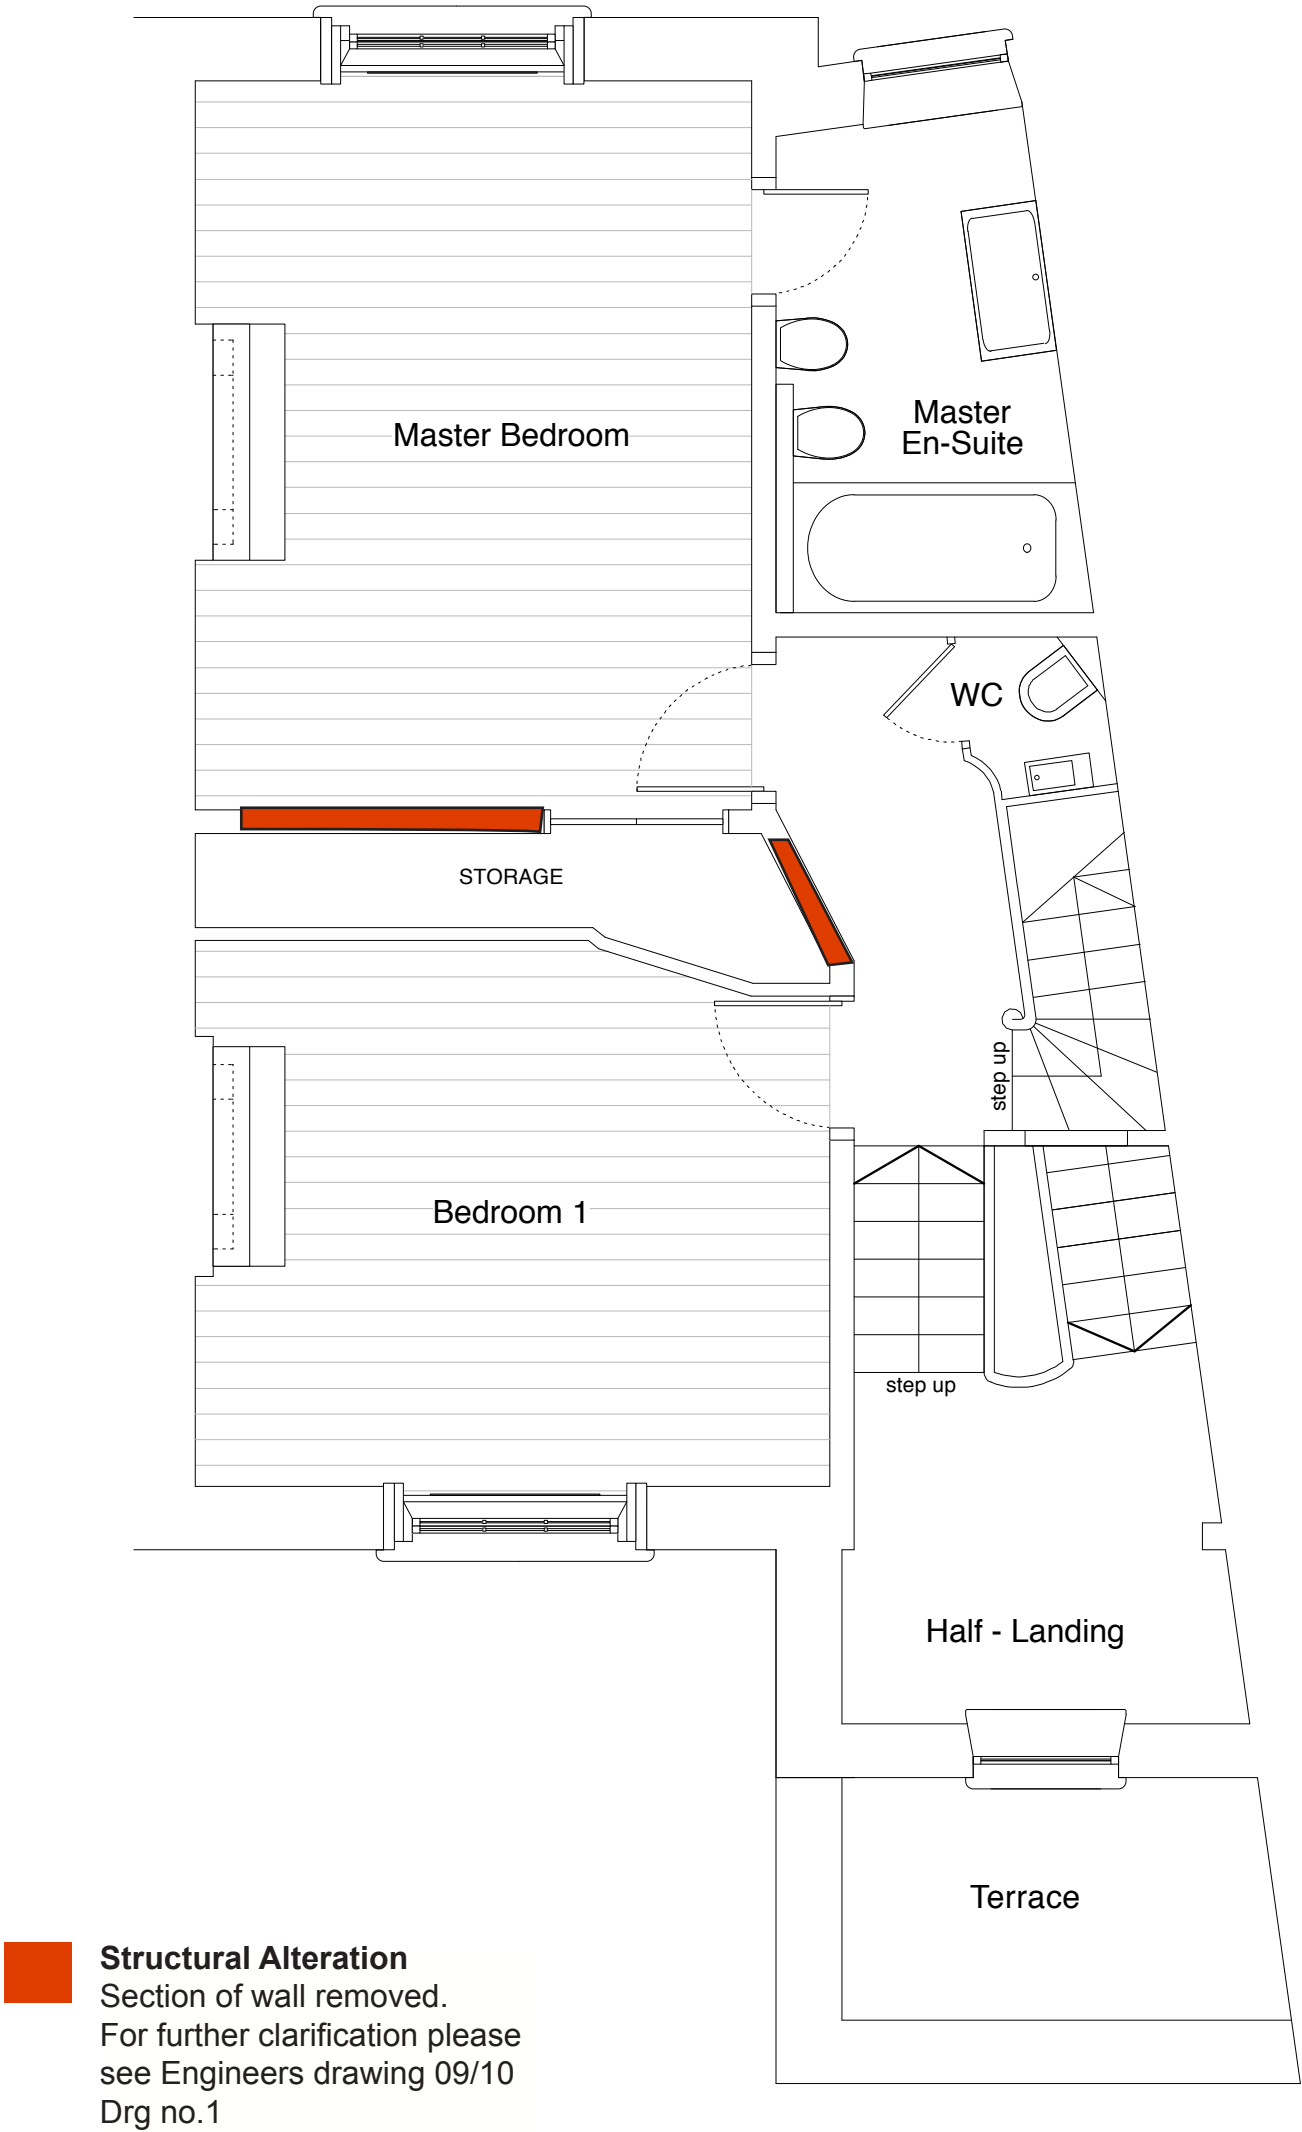 Master Bedroom
Master
En-Suite
WC
STORAGE
step up
Bedroom 1
step up
Half - Landing
Terrace
Structural Alteration
Section of wall removed.
For further clarification please
see Engineers drawing 09/10
Drg no.1